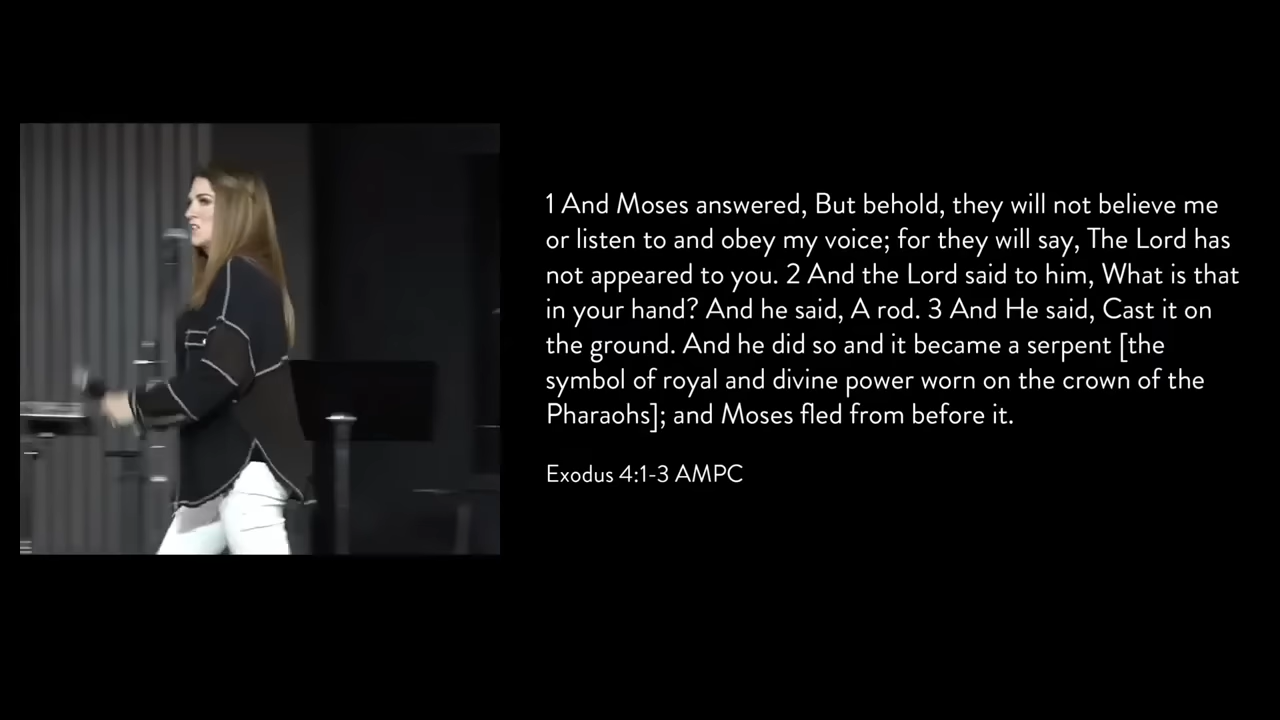 1 And Moses answered, But behold, they will not believe me
or listen to and obey my voice; for they will say, The Lord has
not appeared to you. 2 And the Lord said to him, What is that
in your hand? And he said, A rod. 3 And He said, Cast it on
the ground. And he did so and it became a serpent [the
symbol of royal and divine power worn on the crown of the
Pharaohs]; and Moses fled from before it.
Exodus 4:1-3 AMPC